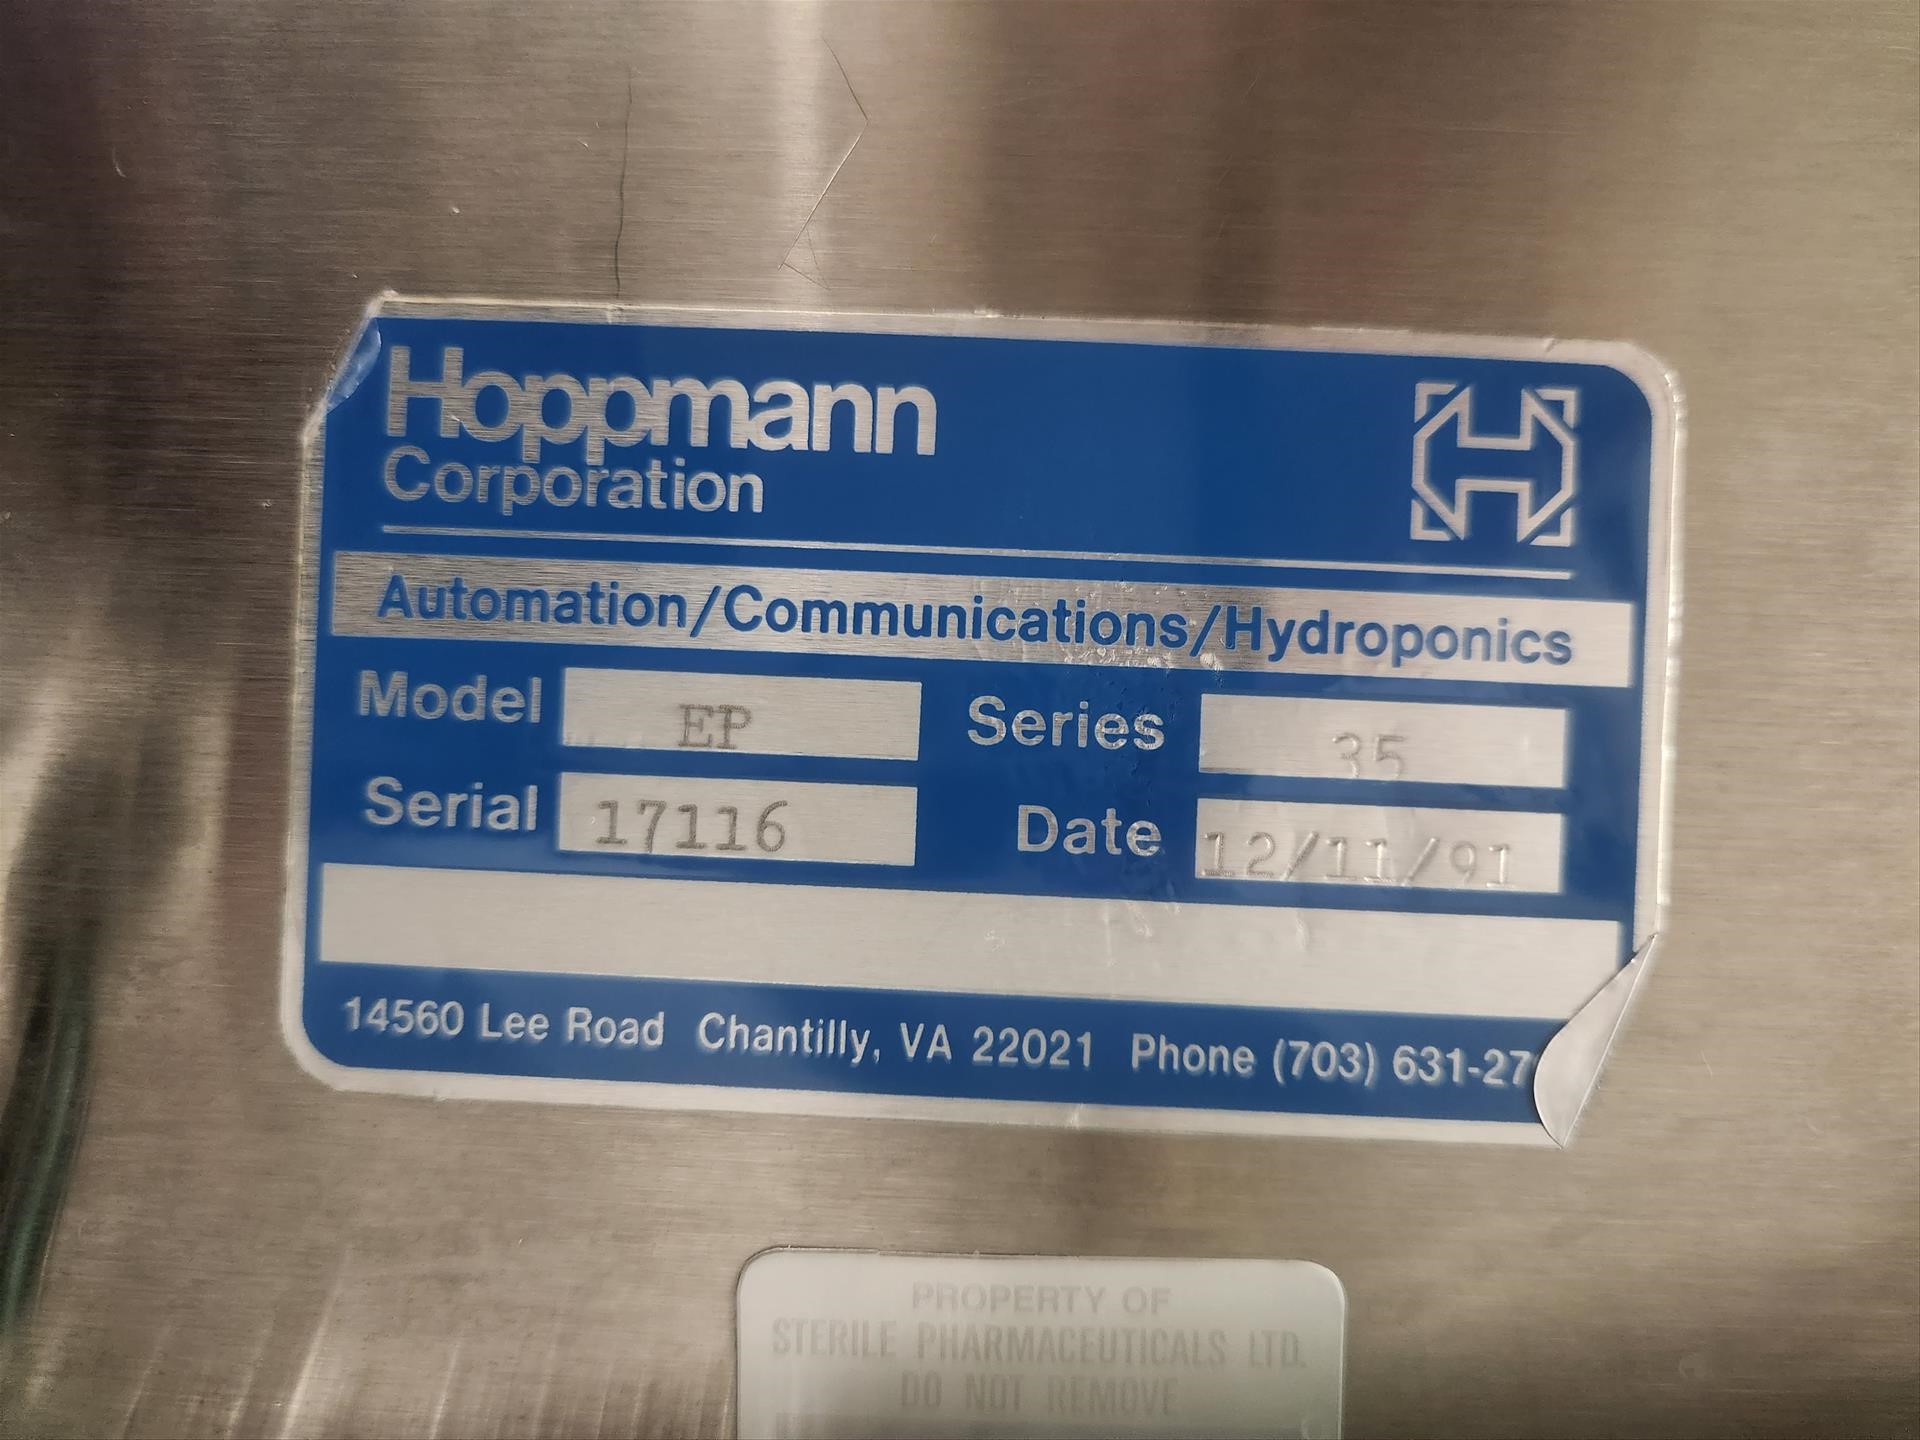 Hoppmann
Corporation
Automation/Communications/Hydroponics
Model EP Series 35
Serial 17116 Date 12/11/91
14560 Lee Road Chantilly, VA 22021 Phone (703) 631-27
PROPERTY OF
STERILE PHARMACEUTICALS LTD.
DO NOT REMOVE